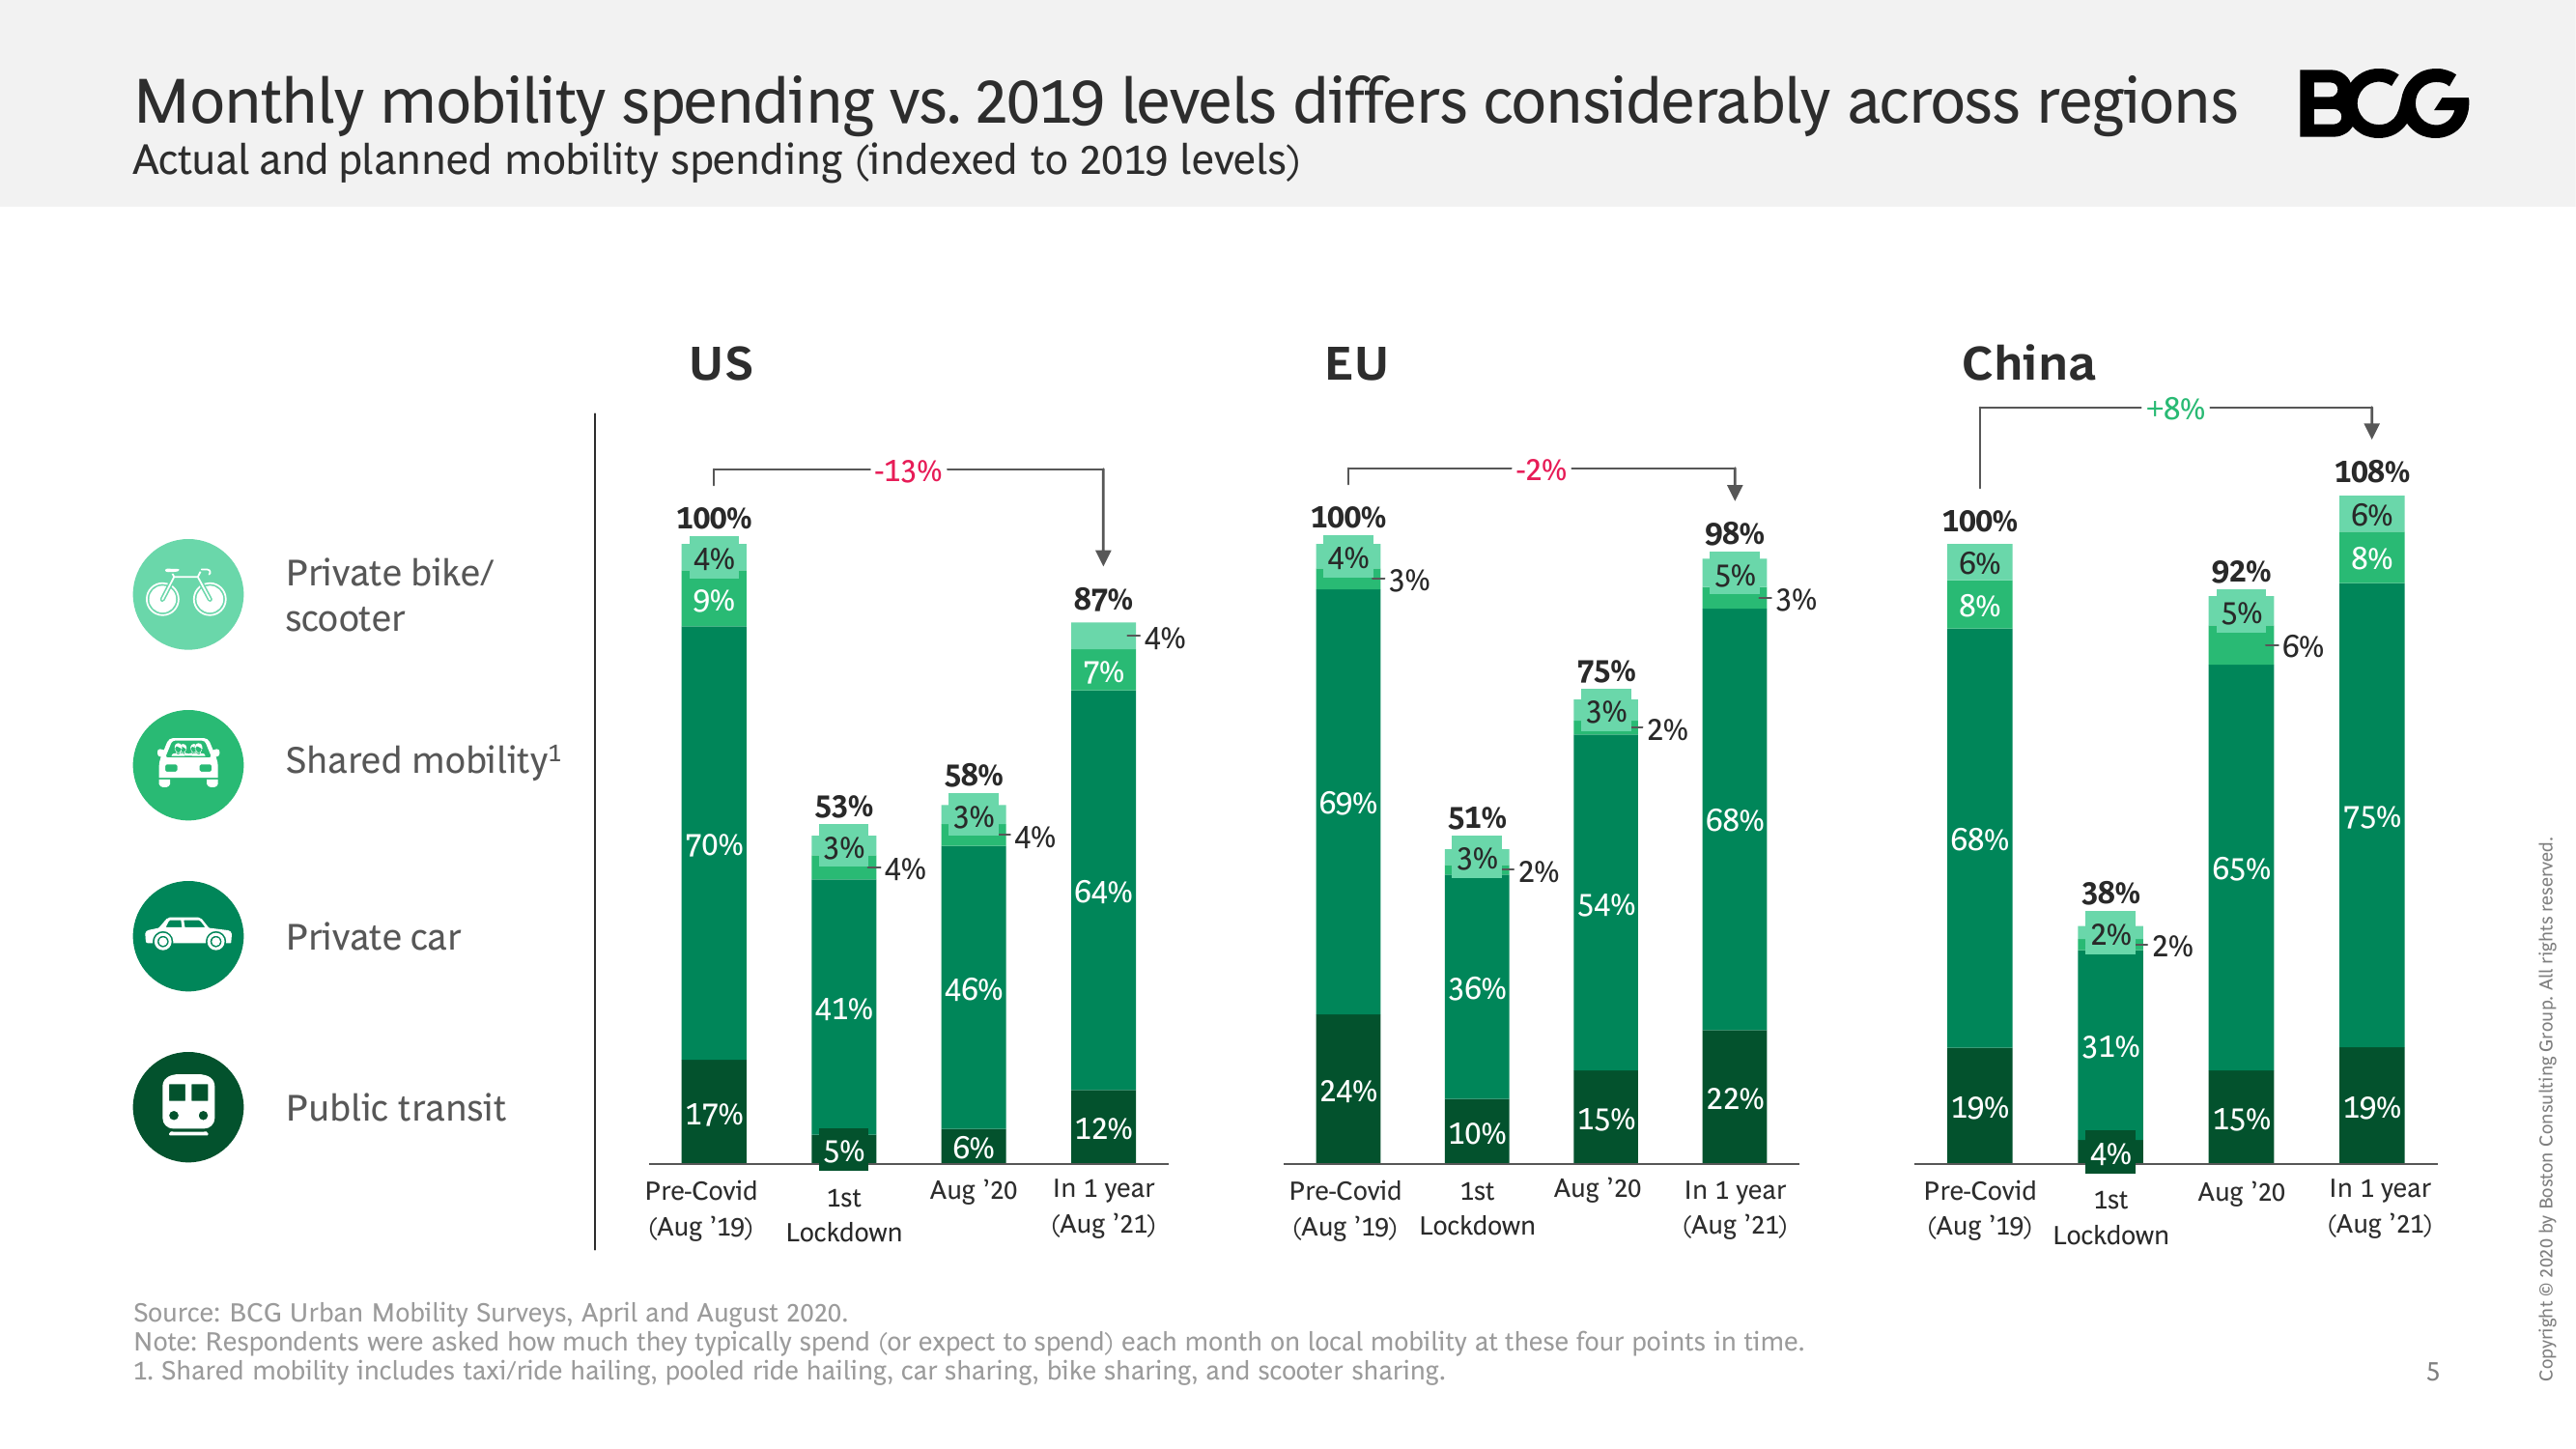 Monthly mobility spending vs. 2019 levels differs considerably across regions
BCG
Actual and planned mobility spending (indexed to 2019 levels)
Private bike/
scooter
Shared mobility1
Private car
Public transit
US
-13%
100%
4%
9%
70%
17%
Pre-Covid
(Aug ’19)
53%
3%
4%
41%
5%
1st
Lockdown
58%
3%
4%
46%
6%
Aug ’20
87%
4%
7%
64%
12%
In 1 year
(Aug ’21)
EU
-2%
100%
4%
3%
69%
24%
Pre-Covid
(Aug ’19)
51%
3%
2%
36%
10%
1st
Lockdown
75%
3%
2%
54%
15%
Aug ’20
98%
5%
3%
68%
22%
In 1 year
(Aug ’21)
China
+8%
100%
6%
8%
68%
19%
Pre-Covid
(Aug ’19)
38%
2%
2%
31%
4%
1st
Lockdown
92%
5%
6%
65%
15%
Aug ’20
108%
6%
8%
75%
19%
In 1 year
(Aug ’21)
Source: BCG Urban Mobility Surveys, April and August 2020.
Note: Respondents were asked how much they typically spend (or expect to spend) each month on local mobility at these four points in time.
1. Shared mobility includes taxi/ride hailing, pooled ride hailing, car sharing, bike sharing, and scooter sharing.
5
Copyright © 2020 by Boston Consulting Group. All rights reserved.